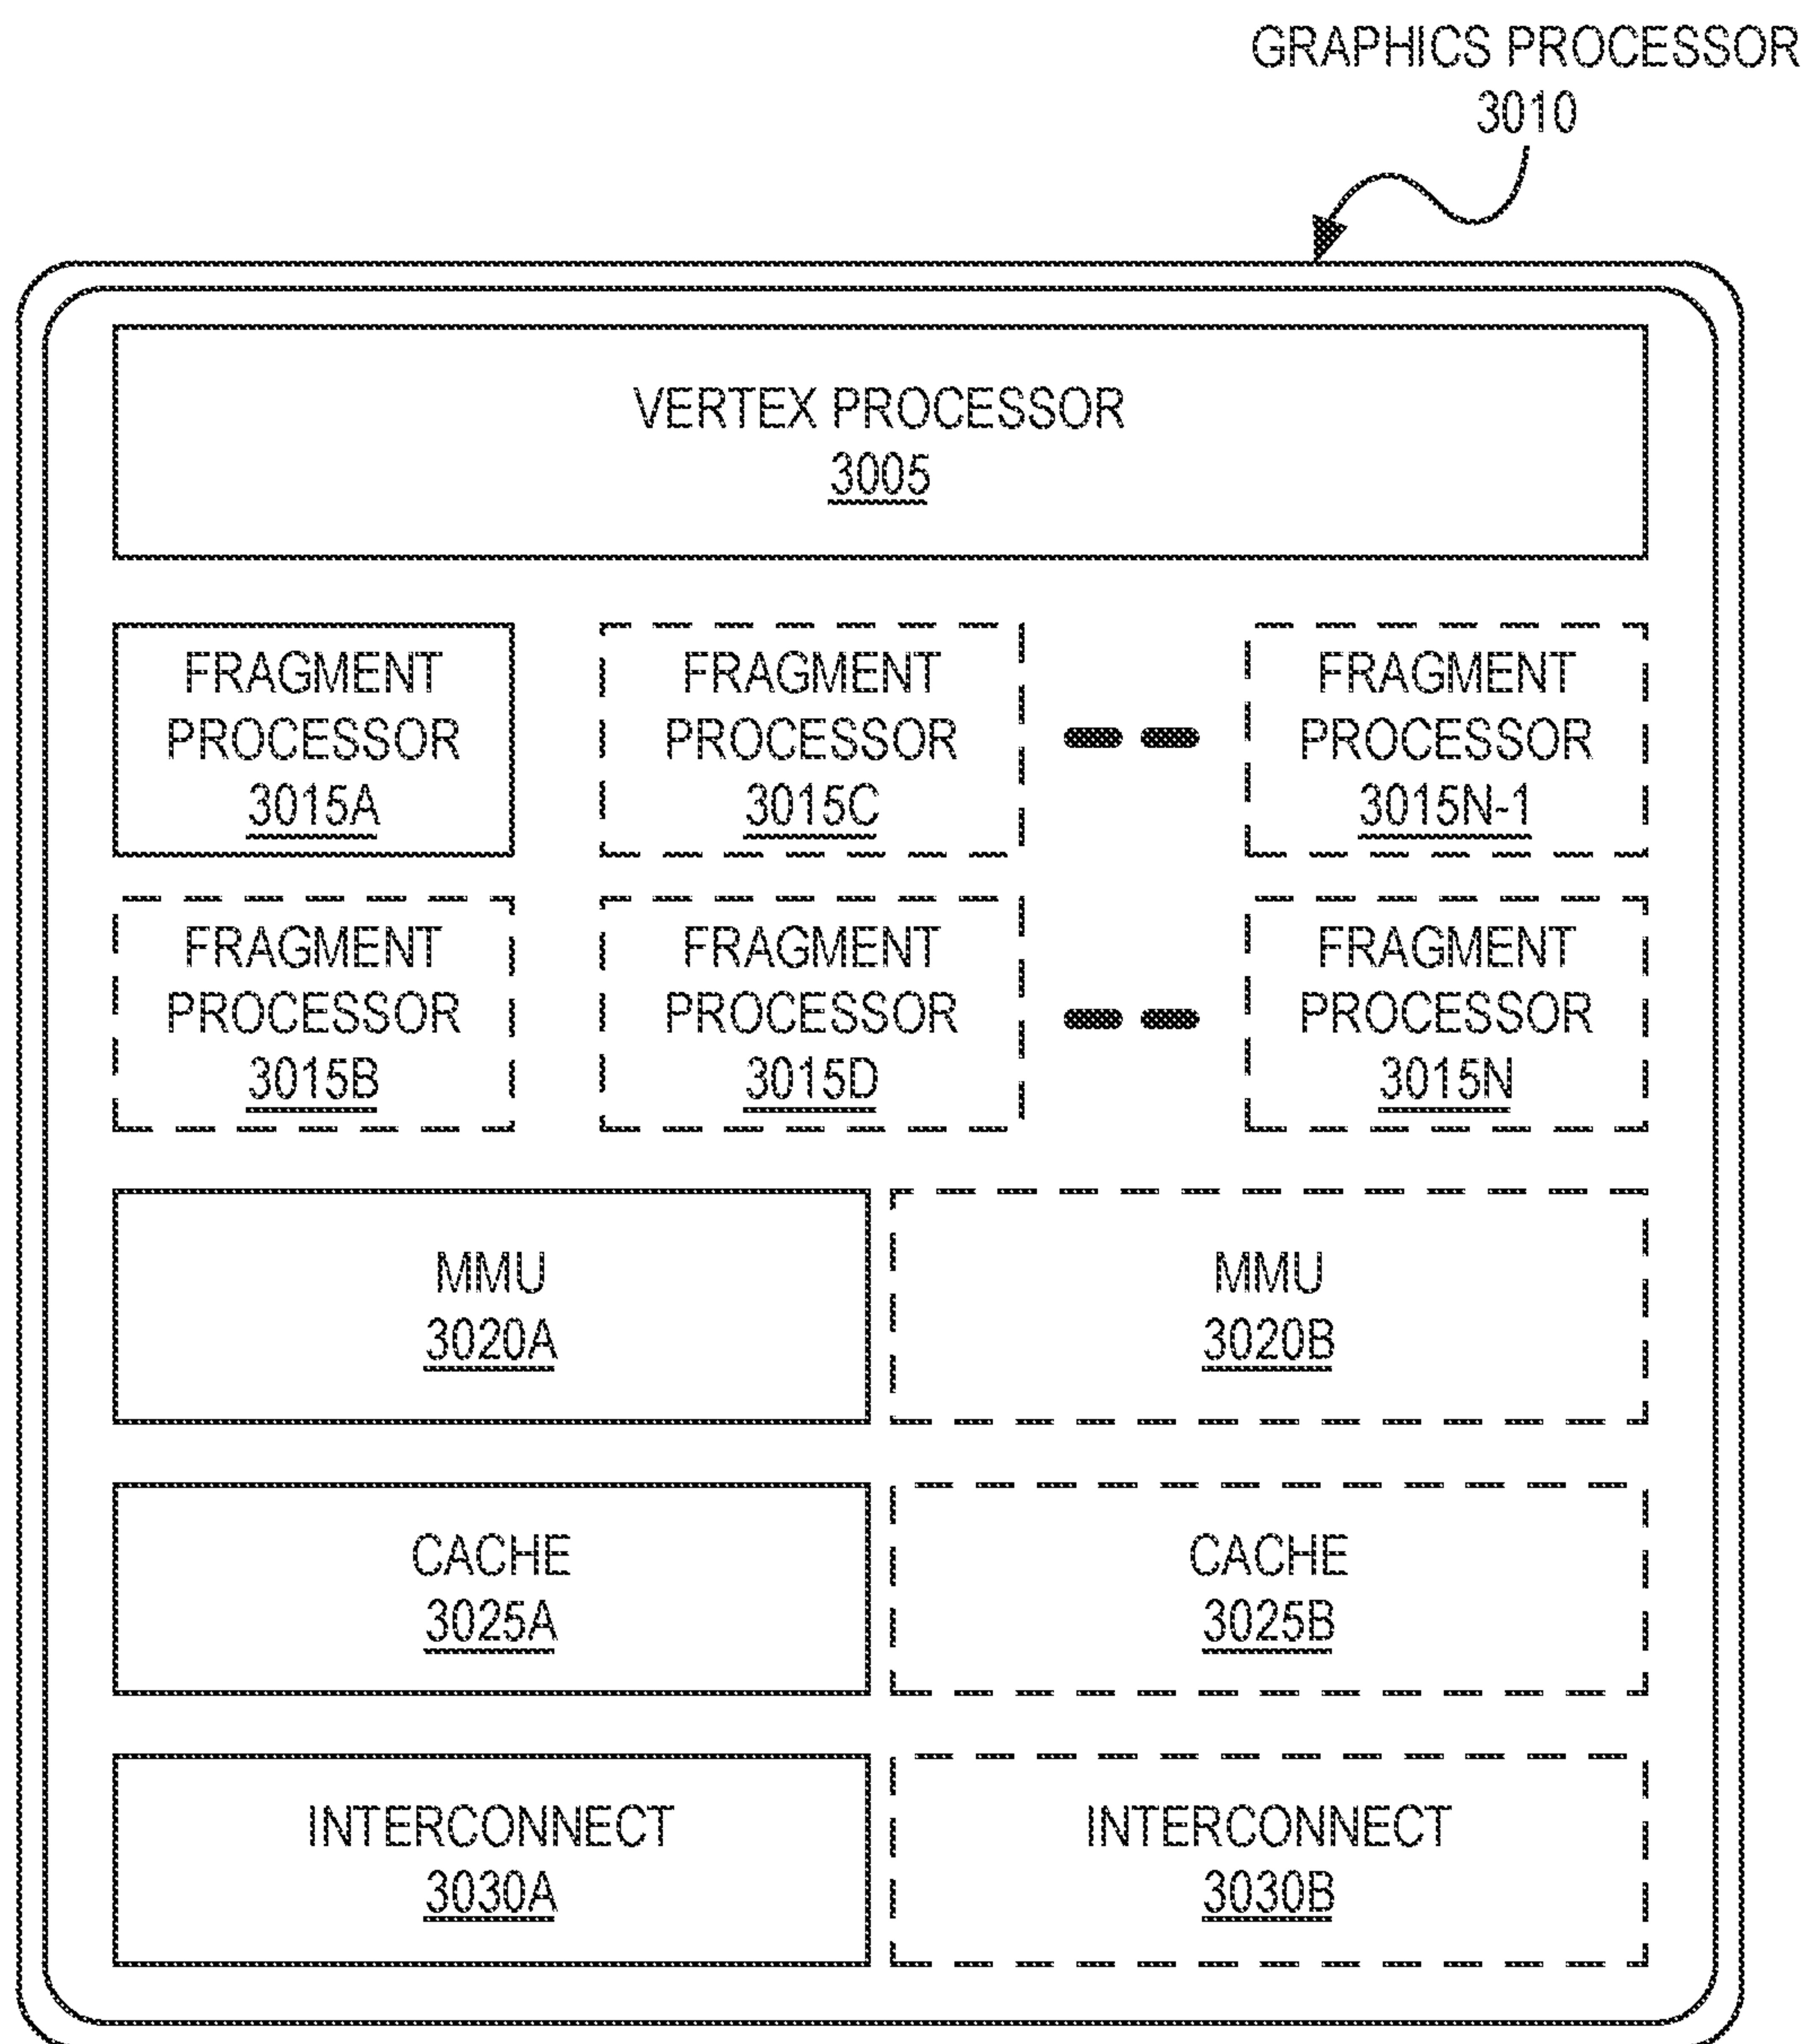 GRAPHICS PROCESSOR
3010
VERTEX PROCESSOR
3005
FRAGMENT
PROCESSOR
3015A
FRAGMENT
PROCESSOR
3015C
FRAGMENT
PROCESSOR
3015N-1
FRAGMENT
PROCESSOR
3015B
FRAGMENT
PROCESSOR
3015D
FRAGMENT
PROCESSOR
3015N
MMU
3020A
MMU
3020B
CACHE
3025A
CACHE
3025B
INTERCONNECT
3030A
INTERCONNECT
3030B